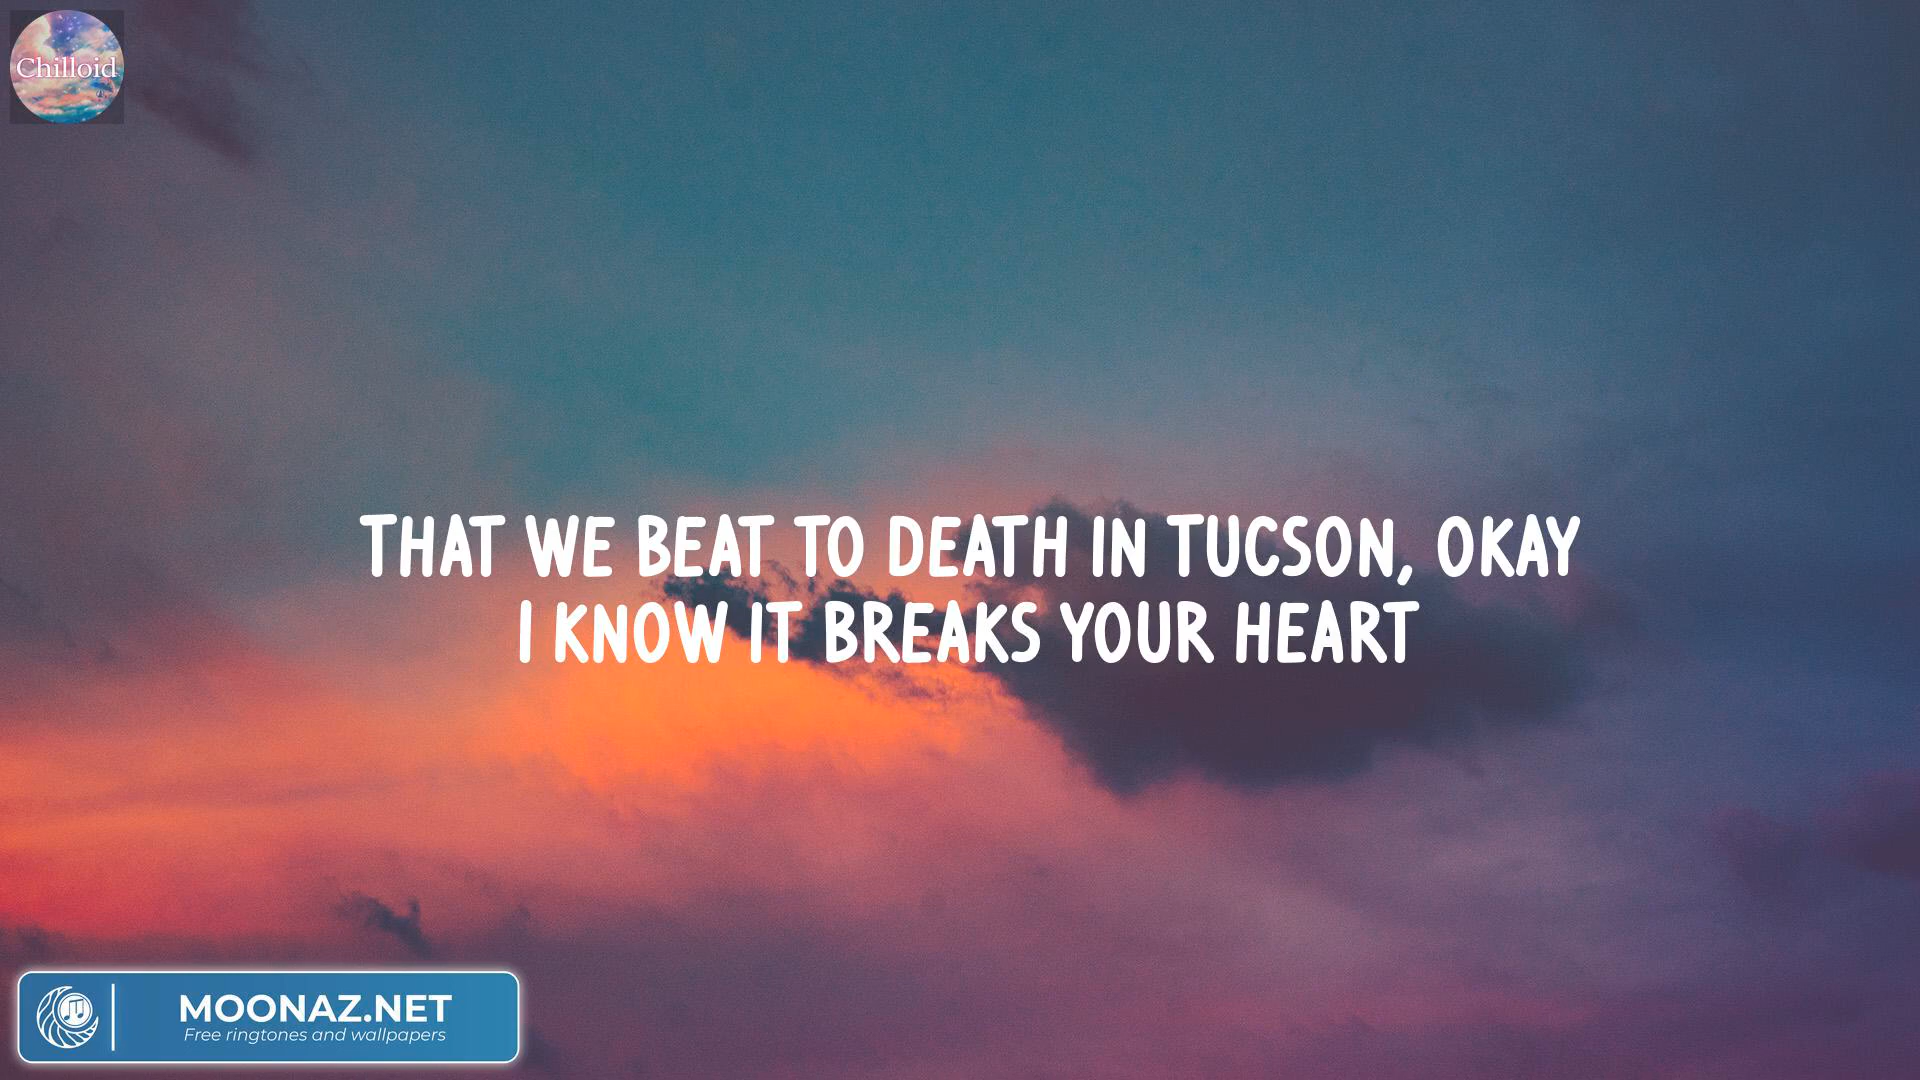 Chilloid
THAT WE BEAT TO DEATH IN TUCSON, OKAY
I KNOW IT BREAKS YOUR HEART
MOONAZ.NET
Free ringtones and wallpapers